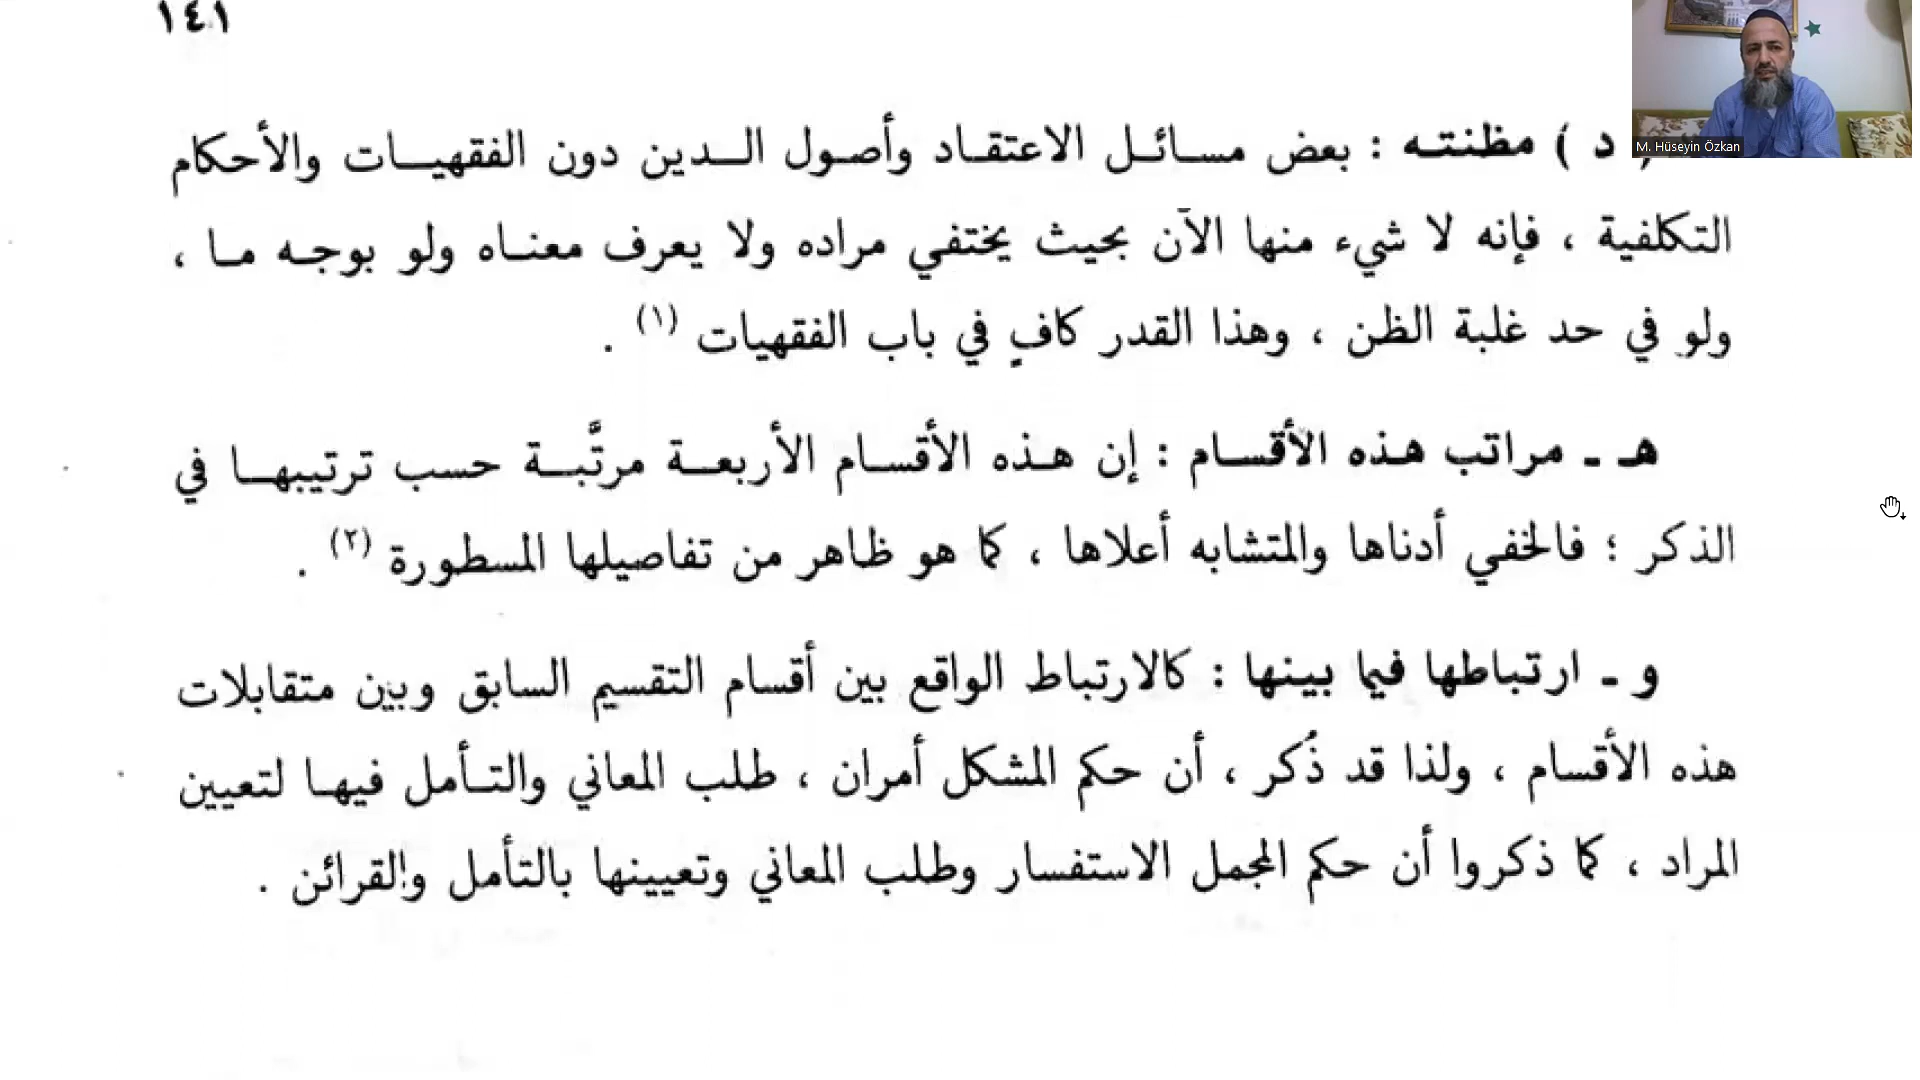 ١٤١
M. Hüseyin Özkan
د ) مظنته : بعض مسائل الاعتقاد وأصول الدين دون الفقهيات والأحكام
التكلفية ، فإنه لا شيء منها الآن بحيث يختفي مراده ولا يعرف معناه ولو بوجه ما ،
ولو في حد غلبة الظن ، وهذا القدر كافٍ في باب الفقهيات (١) .
هـ ـ مراتب هذه الأقسام : إن هذه الأقسام الأربعة مرتَّبة حسب ترتيبها في
الذكر ؛ فالخفي أدناها والمتشابه أعلاها ، كما هو ظاهر من تفاصيلها المسطورة (٢) .
و ـ ارتباطها فيما بينها : كالارتباط الواقع بين أقسام التقسيم السابق وبين متقابلات
هذه الأقسام ، ولذا قد ذُكر ، أن حكم المشكل أمران ، طلب المعاني والتأمل فيها لتعيين
المراد ، كما ذكروا أن حكم المجمل الاستفسار وطلب المعاني وتعيينها بالتأمل والقرائن .